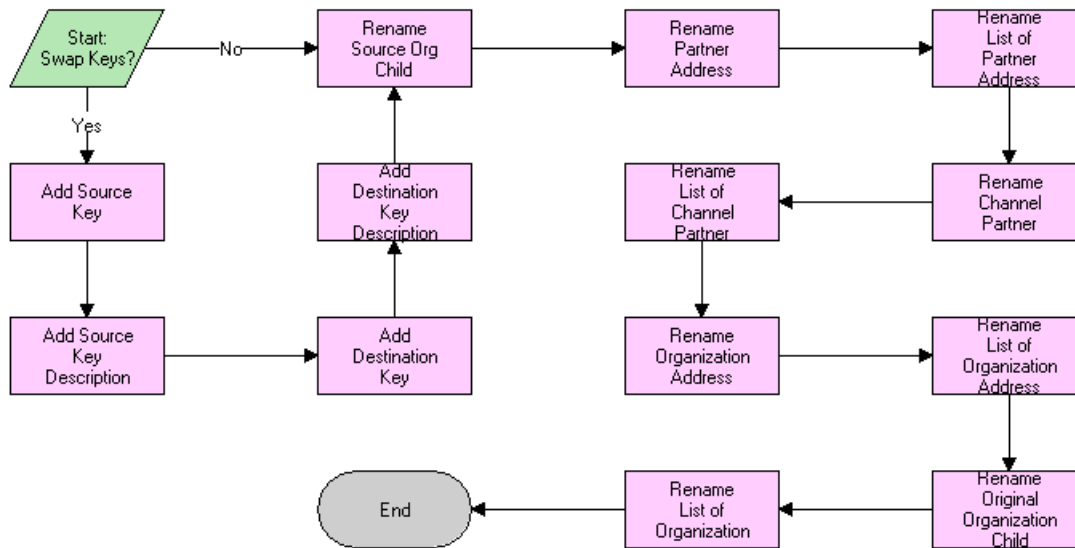 Start:
Swap Keys?
No
Rename
Source Org
Child
Rename
Partner
Address
Rename
List of
Partner
Address
Yes
Add Source
Key
Add
Destination
Key
Description
Rename
List of
Channel
Partner
Rename
Channel
Partner
Add Source
Key
Description
Add
Destination
Key
Rename
Organization
Address
Rename
List of
Organization
Address
End
Rename
List of
Organization
Rename
Original
Organization
Child